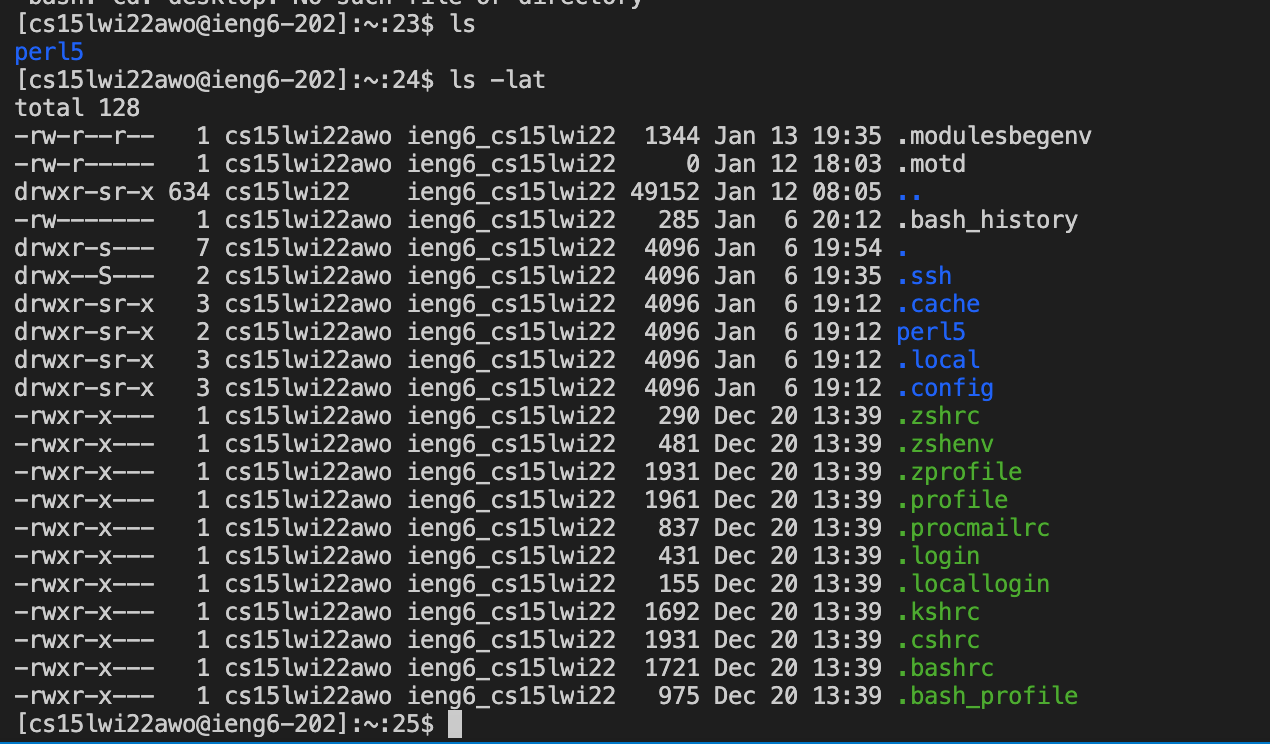 bash: cd: desktop: No such file or directory
[cs15lwi22awo@ieng6-202]:~:23$ ls
perl5
[cs15lwi22awo@ieng6-202]:~:24$ ls -lat
total 128
-rw-r--r--   1 cs15lwi22awo ieng6_cs15lwi22  1344 Jan 13 19:35 .modulesbegenv
-rw-r-----   1 cs15lwi22awo ieng6_cs15lwi22     0 Jan 12 18:03 .motd
drwxr-sr-x 634 cs15lwi22    ieng6_cs15lwi22 49152 Jan 12 08:05 ..
-rw-------   1 cs15lwi22awo ieng6_cs15lwi22   285 Jan  6 20:12 .bash_history
drwxr-s---   7 cs15lwi22awo ieng6_cs15lwi22  4096 Jan  6 19:54 .
drwx--S---   2 cs15lwi22awo ieng6_cs15lwi22  4096 Jan  6 19:35 .ssh
drwxr-sr-x   3 cs15lwi22awo ieng6_cs15lwi22  4096 Jan  6 19:12 .cache
drwxr-sr-x   2 cs15lwi22awo ieng6_cs15lwi22  4096 Jan  6 19:12 perl5
drwxr-sr-x   3 cs15lwi22awo ieng6_cs15lwi22  4096 Jan  6 19:12 .local
drwxr-sr-x   3 cs15lwi22awo ieng6_cs15lwi22  4096 Jan  6 19:12 .config
-rwxr-x---   1 cs15lwi22awo ieng6_cs15lwi22   290 Dec 20 13:39 .zshrc
-rwxr-x---   1 cs15lwi22awo ieng6_cs15lwi22   481 Dec 20 13:39 .zshenv
-rwxr-x---   1 cs15lwi22awo ieng6_cs15lwi22  1931 Dec 20 13:39 .zprofile
-rwxr-x---   1 cs15lwi22awo ieng6_cs15lwi22  1961 Dec 20 13:39 .profile
-rwxr-x---   1 cs15lwi22awo ieng6_cs15lwi22   837 Dec 20 13:39 .procmailrc
-rwxr-x---   1 cs15lwi22awo ieng6_cs15lwi22   431 Dec 20 13:39 .login
-rwxr-x---   1 cs15lwi22awo ieng6_cs15lwi22   155 Dec 20 13:39 .locallogin
-rwxr-x---   1 cs15lwi22awo ieng6_cs15lwi22  1692 Dec 20 13:39 .kshrc
-rwxr-x---   1 cs15lwi22awo ieng6_cs15lwi22  1931 Dec 20 13:39 .cshrc
-rwxr-x---   1 cs15lwi22awo ieng6_cs15lwi22  1721 Dec 20 13:39 .bashrc
-rwxr-x---   1 cs15lwi22awo ieng6_cs15lwi22   975 Dec 20 13:39 .bash_profile
[cs15lwi22awo@ieng6-202]:~:25$